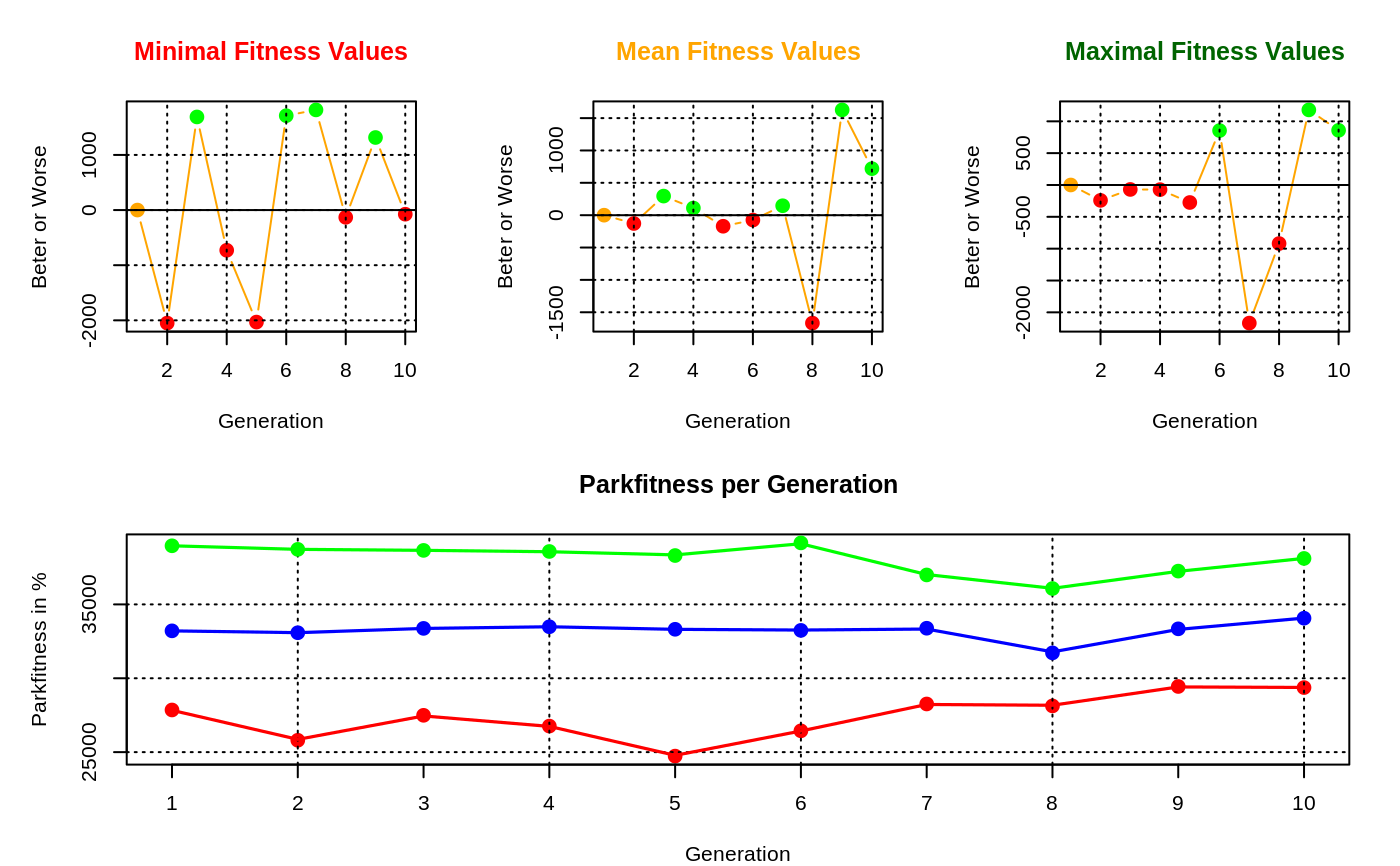 Minimal Fitness Values
Beter or Worse
1000
0
-2000
2 4 6 8 10
Generation
Mean Fitness Values
Beter or Worse
1000
0
-1500
2 4 6 8 10
Generation
Maximal Fitness Values
Beter or Worse
500
-500
-2000
2 4 6 8 10
Generation
Parkfitness per Generation
Parkfitness in %
35000
25000
1 2 3 4 5 6 7 8 9 10
Generation